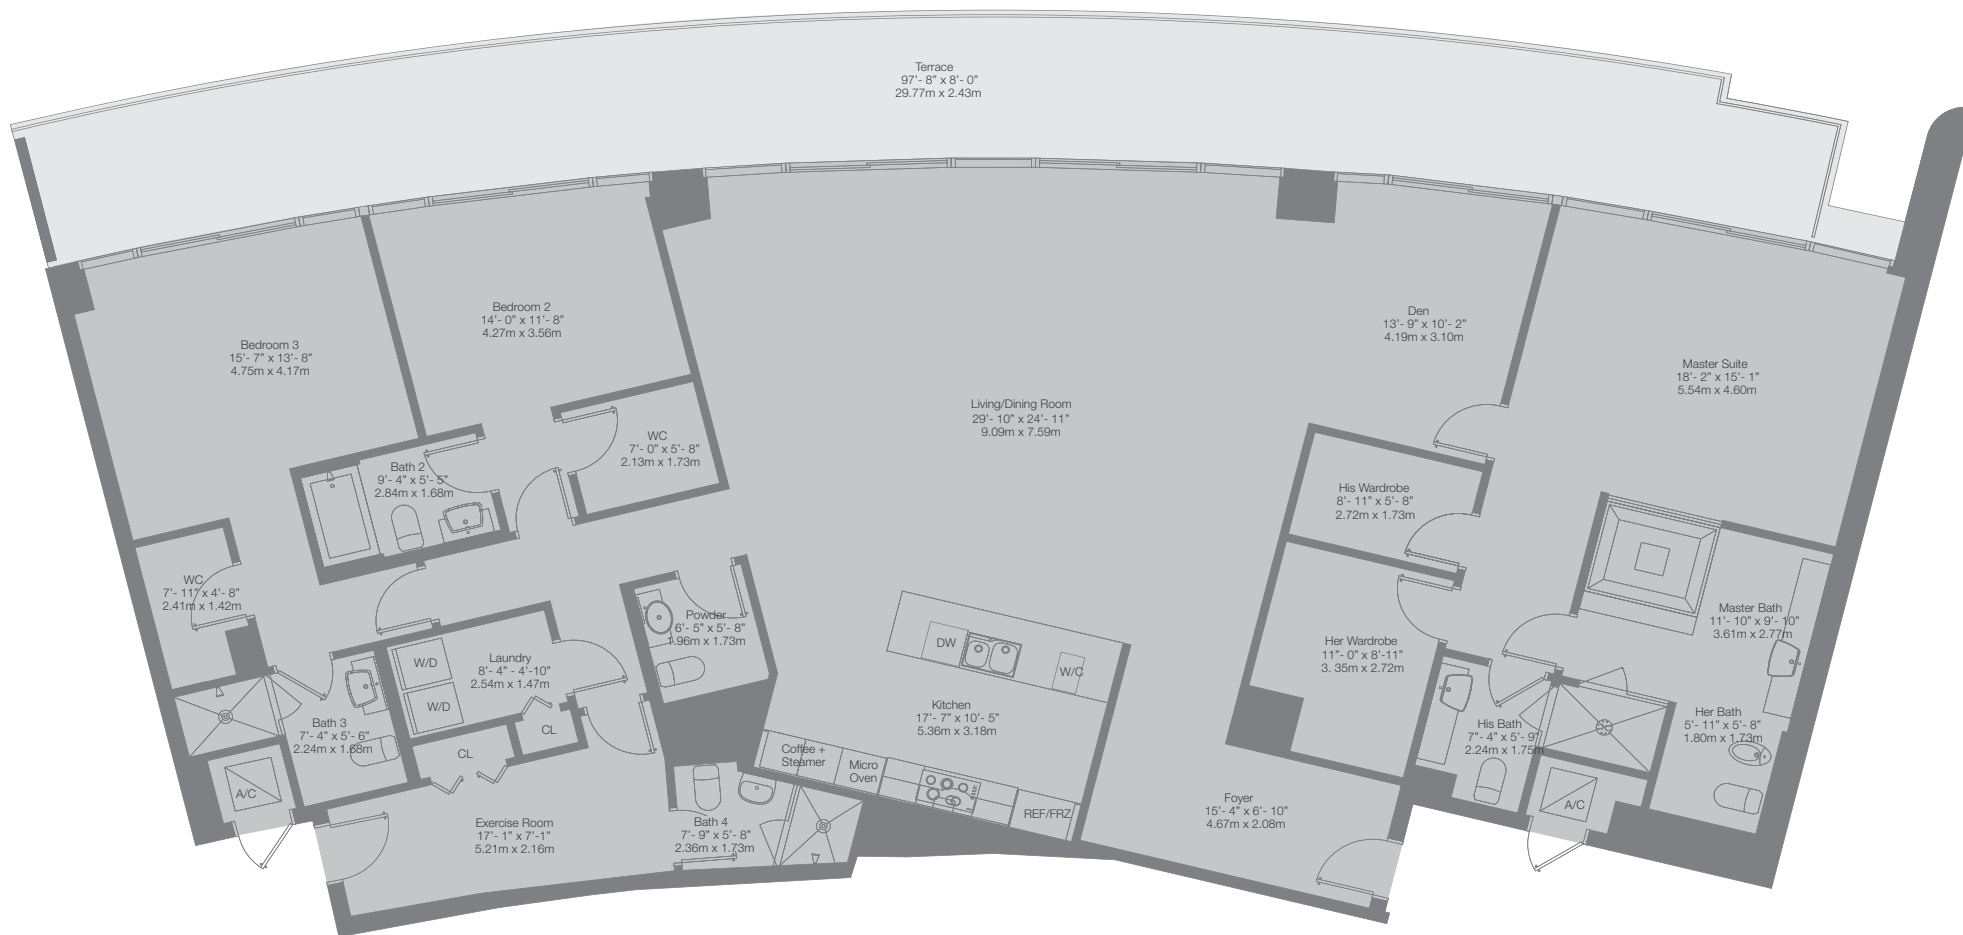 Terrace
97'- 8" x 8'- 0"
29.77m x 2.43m
Bedroom 2
14'- 0" x 11'- 8"
4.27m x 3.56m
Bedroom 3
15'- 7" x 13'- 8"
4.75m x 4.17m
Den
13'- 9" x 10'- 2"
4.19m x 3.10m
Master Suite
18'- 2" x 15'- 1"
5.54m x 4.60m
Living/Dining Room
29'- 10" x 24'- 11"
9.09m x 7.59m
WC
7'- 0" x 5'- 8"
2.13m x 1.73m
Bath 2
9'- 4" x 5'- 5"
2.84m x 1.68m
His Wardrobe
8'- 11" x 5'- 8"
2.72m x 1.73m
WC
7'- 11" x 4'- 8"
2.41m x 1.42m
Powder
6'- 5" x 5'- 8"
1.96m x 1.73m
Master Bath
11'- 10" x 9'- 10"
3.61m x 2.77m
Her Wardrobe
11"- 0" x 8'-11"
3. 35m x 2.72m
Laundry
8'- 4" - 4'-10"
2.54m x 1.47m
W/D
W/D
DW
W/C
Kitchen
17'- 7" x 10'- 5"
5.36m x 3.18m
Bath 3
7'- 4" x 5'- 6"
2.24m x 1.68m
CL
CL
His Bath
7"- 4" x 5'- 9"
2.24m x 1.75m
Her Bath
5'- 11" x 5'- 8"
1.80m x 1.73m
Coffee +
Steamer
Micro
Oven
REF/FRZ
A/C
Foyer
15'- 4" x 6'- 10"
4.67m x 2.08m
A/C
Exercise Room
17'- 1" x 7'-1"
5.21m x 2.16m
Bath 4
7'- 9" x 5'- 8"
2.36m x 1.73m